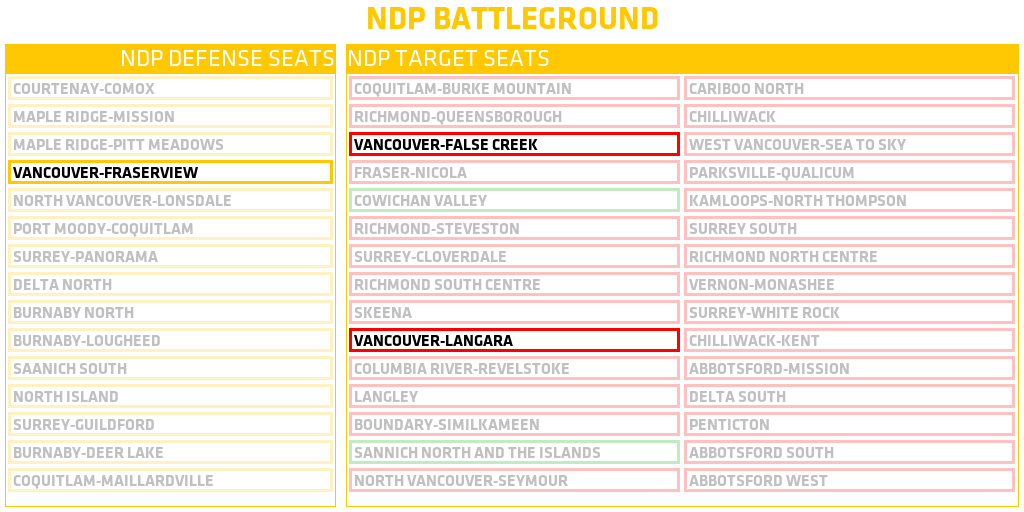 NDP BATTLEGROUND
NDP DEFENSE SEATS
COURTENAY-COMOX
MAPLE RIDGE-MISSION
MAPLE RIDGE-PITT MEADOWS
VANCOUVER-FRASERVIEW
NORTH VANCOUVER-LONSDALE
PORT MOODY-COQUITLAM
SURREY-PANORAMA
DELTA NORTH
BURNABY NORTH
BURNABY-LOUGHEED
SAANICH SOUTH
NORTH ISLAND
SURREY-GUILDFORD
BURNABY-DEER LAKE
COQUITLAM-MAILLARDVILLE
NDP TARGET SEATS
COQUITLAM-BURKE MOUNTAIN
RICHMOND-QUEENSBOROUGH
VANCOUVER-FALSE CREEK
FRASER-NICOLA
COWICHAN VALLEY
RICHMOND-STEVESTON
SURREY-CLOVERDALE
RICHMOND SOUTH CENTRE
SKEENA
VANCOUVER-LANGARA
COLUMBIA RIVER-REVELSTOKE
LANGLEY
BOUNDARY-SIMILKAMEEN
SANNICH NORTH AND THE ISLANDS
NORTH VANCOUVER-SEYMOUR
CARIBOO NORTH
CHILLIWACK
WEST VANCOUVER-SEA TO SKY
PARKSVILLE-QUALICUM
KAMLOOPS-NORTH THOMPSON
SURREY SOUTH
RICHMOND NORTH CENTRE
VERNON-MONASHEE
SURREY-WHITE ROCK
CHILLIWACK-KENT
ABBOTSFORD-MISSION
DELTA SOUTH
PENTICTON
ABBOTSFORD SOUTH
ABBOTSFORD WEST